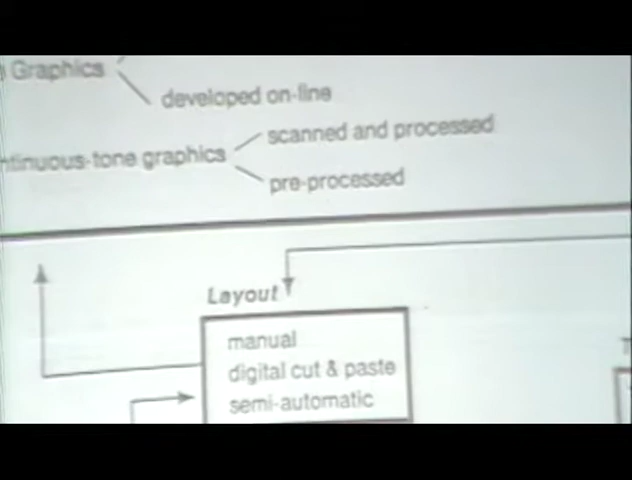 Graphics
developed on-line
scanned and processed
ntinuous-tone graphics
pre-processed
Layout
manual
digital cut & paste
semi-automatic
T